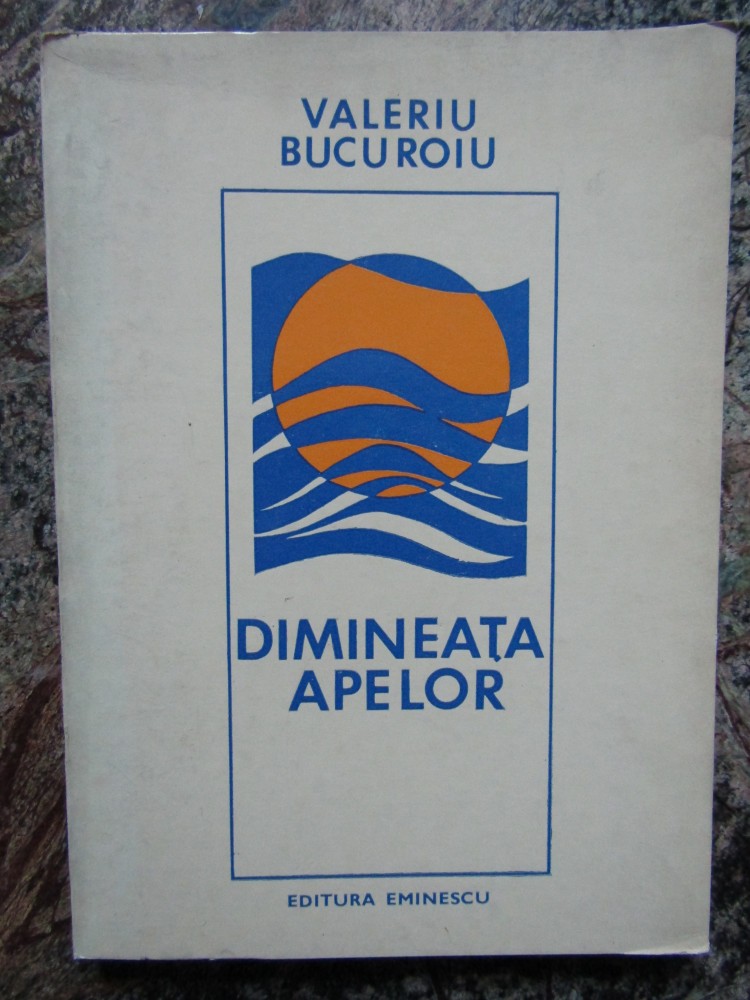 VALERIU
BUCUROIU
DIMINEAȚA
APELOR
EDITURA EMINESCU